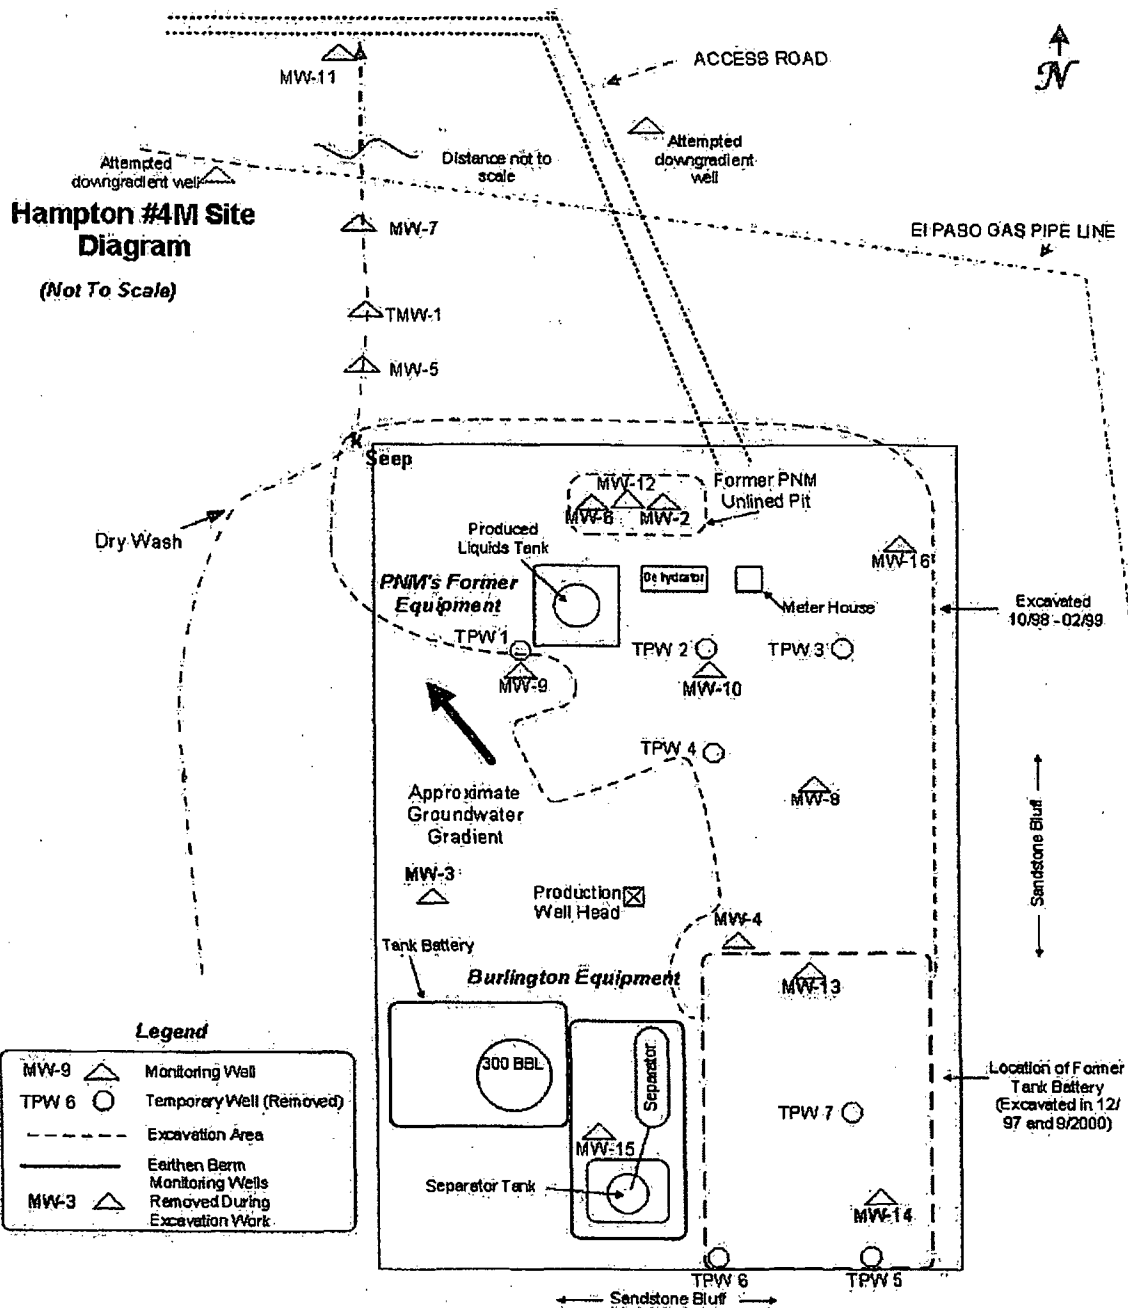 MW-11
ACCESS ROAD
N
Attempted
downgradient well
Distance not to
scale
Attempted
downgradient
well
Hampton #4M Site
Diagram
(Not To Scale)
MW-7
El PASO GAS PIPE LINE
TMW-1
MW-5
Seep
Dry Wash
MW-12
MW-6
MW-2
Former PNM
Unlined Pit
Produced
Liquids Tank
MW-16
PNM's Former
Equipment
Dehydrator
Meter House
Excavated
10/98 - 02/99
TPW 1
TPW 2
TPW 3
MW-9
MW-10
TPW 4
Approximate
Groundwater
Gradient
MW-8
Sandstone Bluff
MW-3
Production
Well Head
MW-4
Tank Battery
Burlington Equipment
MW-13
Legend
MW-9
Monitoring Well
TPW 6
Temporary Well (Removed)
Excavation Area
Earthen Berm
MW-3
Monitoring Wells
Removed During
Excavation Work
300 BBL
Separator
MW-15
Separator Tank
TPW 7
Location of Former
Tank Battery
(Excavated in 12/
97 and 9/2000)
MW-14
TPW 6
TPW 5
Sandstone Bluff